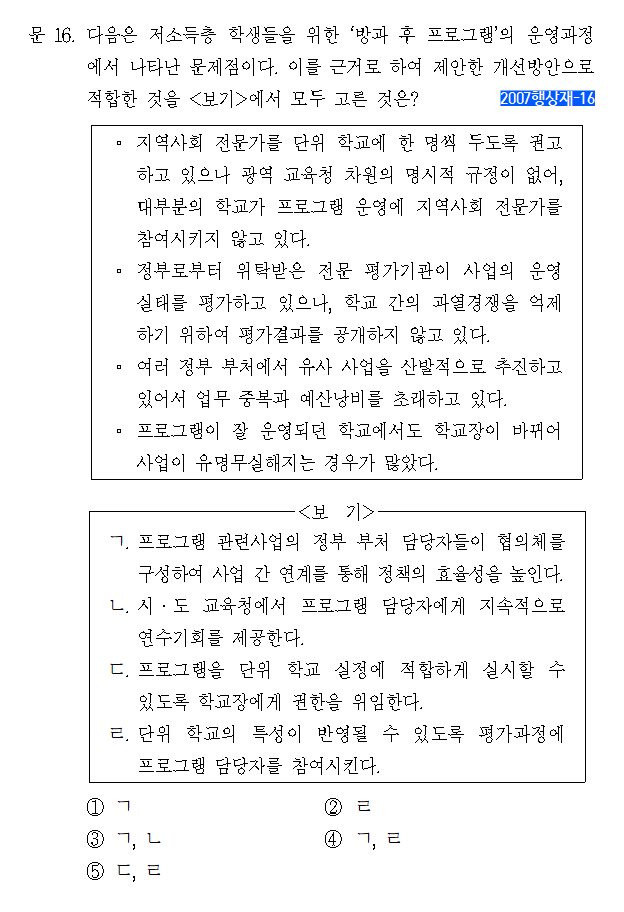 문 16. 다음은 저소득층 학생들을 위한 ‘방과 후 프로그램’의 운영과정
에서 나타난 문제점이다. 이를 근거로 하여 제안한 개선방안으로
적합한 것을 <보기>에서 모두 고른 것은?
2007행상재-16
▫ 지역사회 전문가를 단위 학교에 한 명씩 두도록 권고
하고 있으나 광역 교육청 차원의 명시적 규정이 없어,
대부분의 학교가 프로그램 운영에 지역사회 전문가를
참여시키지 않고 있다.
▫ 정부로부터 위탁받은 전문 평가기관이 사업의 운영
실태를 평가하고 있으나, 학교 간의 과열경쟁을 억제
하기 위하여 평가결과를 공개하지 않고 있다.
▫ 여러 정부 부처에서 유사 사업을 산발적으로 추진하고
있어서 업무 중복과 예산낭비를 초래하고 있다.
▫ 프로그램이 잘 운영되던 학교에서도 학교장이 바뀌어
사업이 유명무실해지는 경우가 많았다.
<보 기>
ㄱ. 프로그램 관련사업의 정부 부처 담당자들이 협의체를
구성하여 사업 간 연계를 통해 정책의 효율성을 높인다.
ㄴ. 시·도 교육청에서 프로그램 담당자에게 지속적으로
연수기회를 제공한다.
ㄷ. 프로그램을 단위 학교 실정에 적합하게 실시할 수
있도록 학교장에게 권한을 위임한다.
ㄹ. 단위 학교의 특성이 반영될 수 있도록 평가과정에
프로그램 담당자를 참여시킨다.
① ㄱ ② ㄹ
③ ㄱ, ㄴ ④ ㄱ, ㄹ
⑤ ㄷ, ㄹ